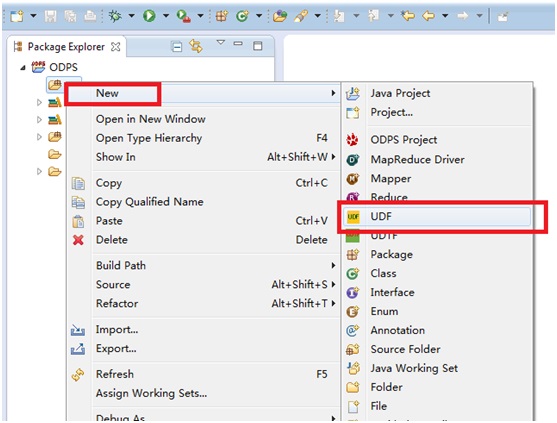 Package Explorer
ODPS
New
Open in New Window
Open Type Hierarchy F4
Show In Alt+Shift+W
Copy Ctrl+C
Copy Qualified Name
Paste Ctrl+V
Delete Delete
Build Path
Source Alt+Shift+S
Refactor Alt+Shift+T
Import...
Export...
Refresh F5
Assign Working Sets...
Debug As
Java Project
Project...
ODPS Project
MapReduce Driver
Mapper
Reduce
UDF UDF
UDTF
Package
Class
Interface
Enum
Annotation
Source Folder
Java Working Set
Folder
File